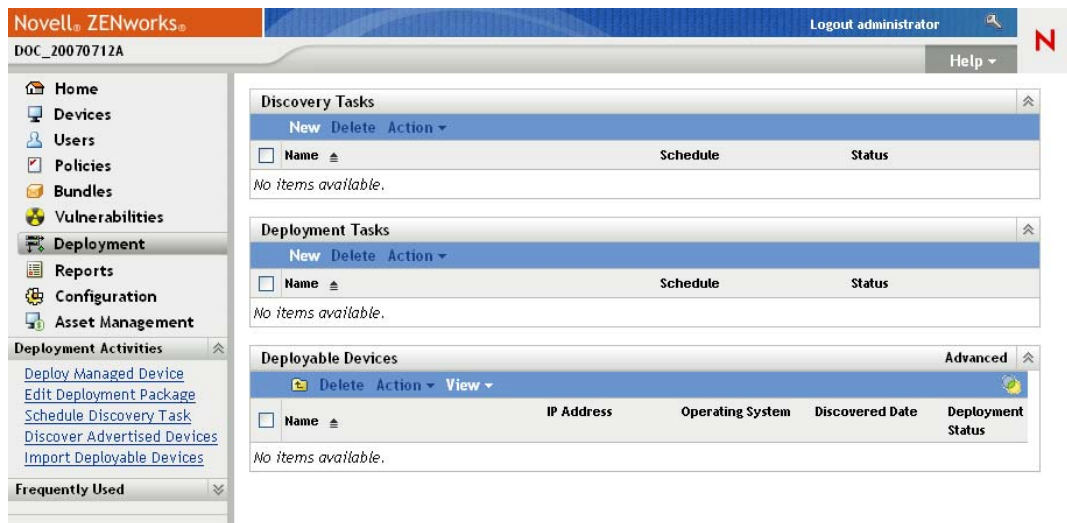 Novell® ZENworks®
Logout administrator
N
DOC_20070712A
Help
Home
Devices
Users
Policies
Bundles
Vulnerabilities
Deployment
Reports
Configuration
Asset Management
Deployment Activities
Deploy Managed Device
Edit Deployment Package
Schedule Discovery Task
Discover Advertised Devices
Import Deployable Devices
Frequently Used
Discovery Tasks
New Delete Action
Name Schedule Status
No items available.
Deployment Tasks
New Delete Action
Name Schedule Status
No items available.
Deployable Devices Advanced
Delete Action View
Name IP Address Operating System Discovered Date Deployment Status
No items available.